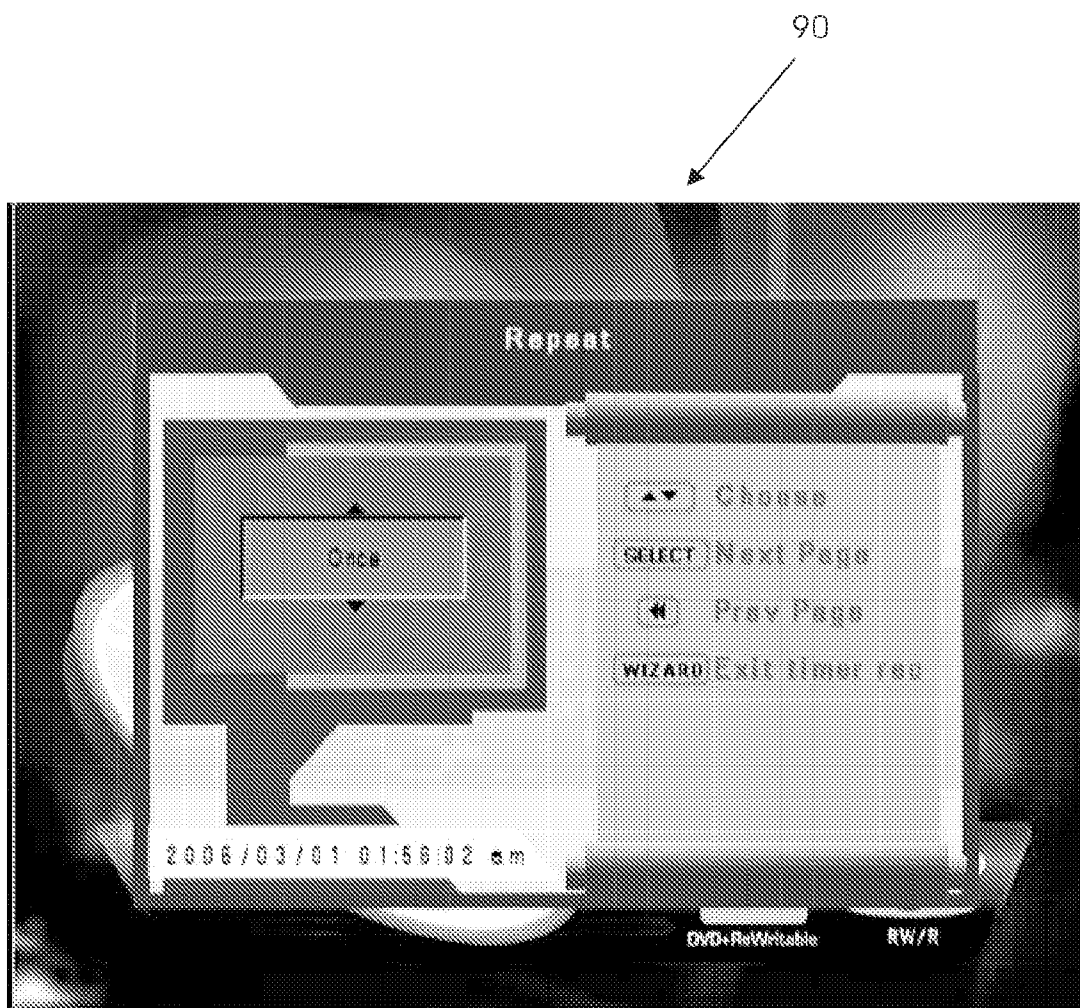 90
Repeat
Once
▲▼ Choose
SELECT Next Page
◀◀ Prev Page
WIZARD Exit timer rec
2006/03/01 01:56:02 am
DVD+ReWritable
RW/R